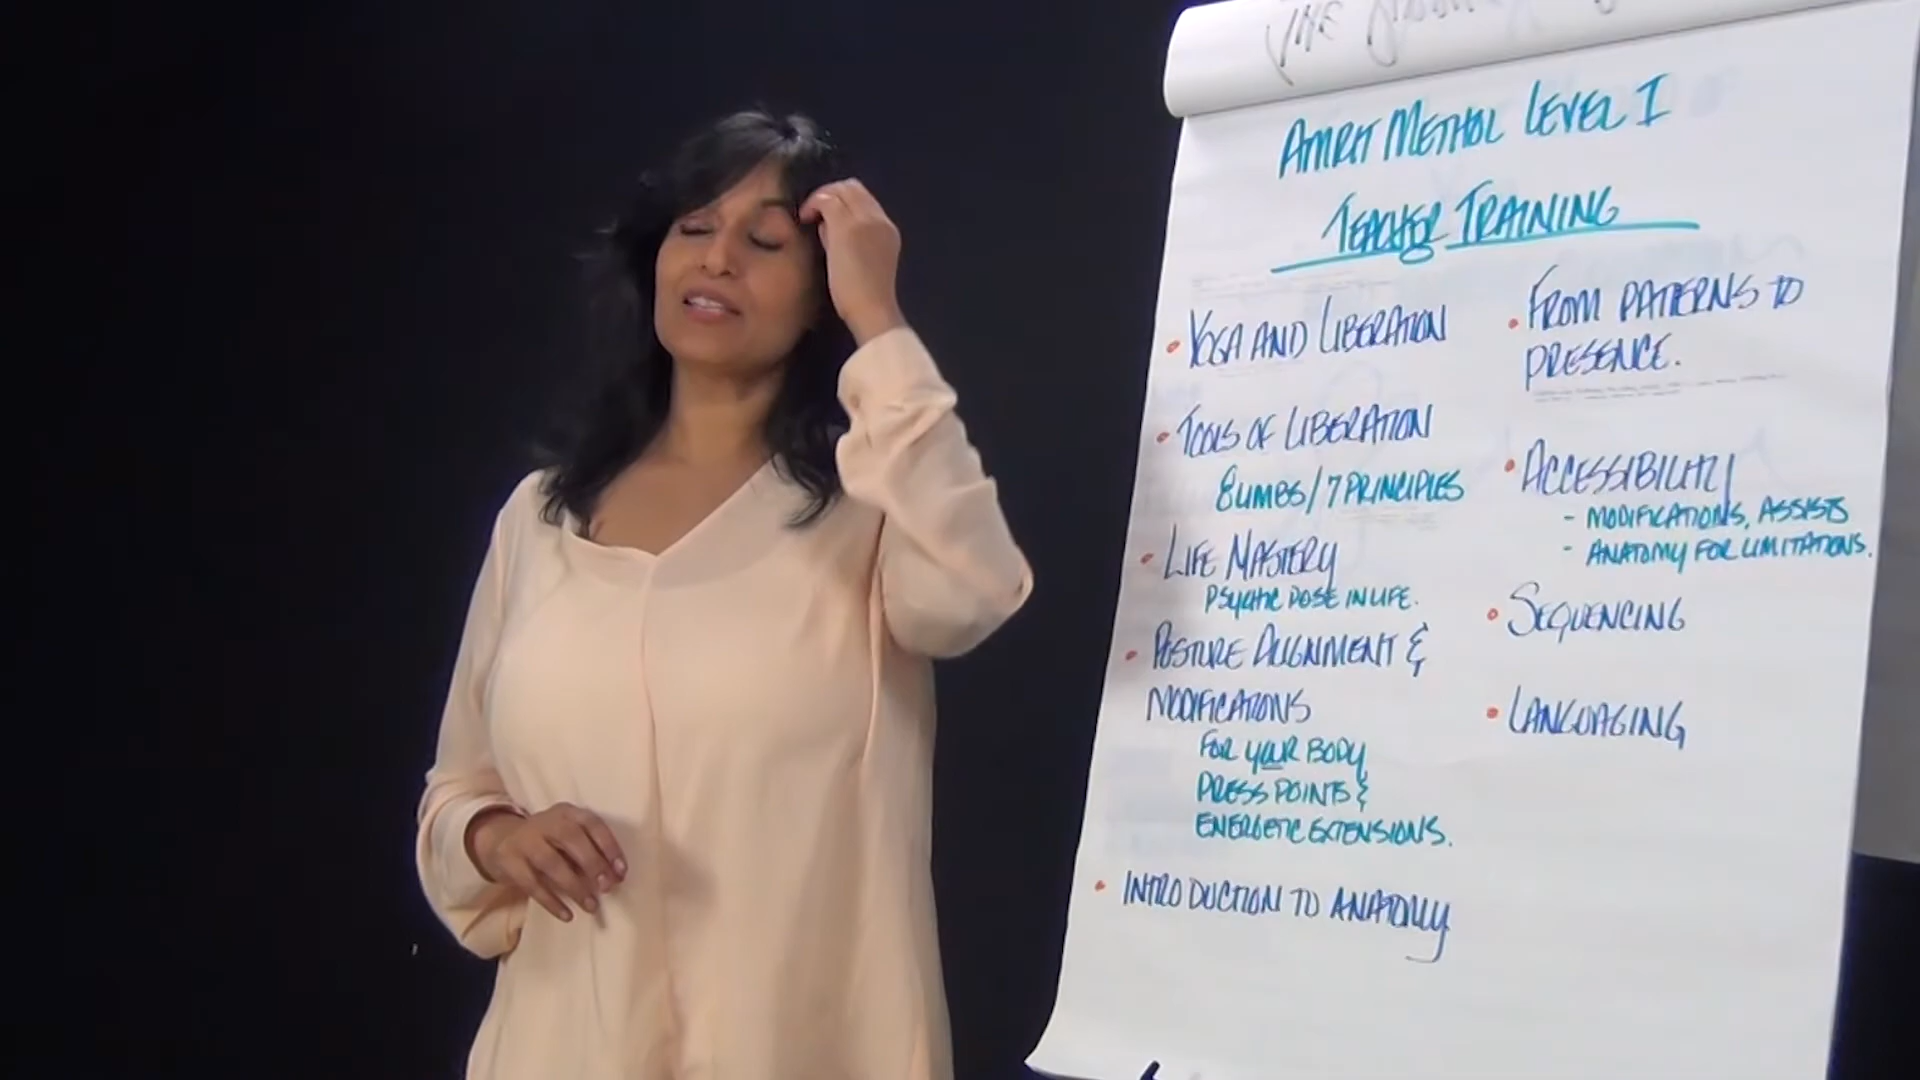 THE
AMRIT METHOD LEVEL I
TEACHER TRAINING
• YOGA AND LIBERATION
• TOOLS OF LIBERATION
8 LIMBS/7 PRINCIPLES
• LIFE MASTERY
PSYCHIC POSE IN LIFE.
• POSTURE ALIGNMENT &
MODIFICATIONS
FOR YOUR BODY
PRESS POINTS &
ENERGETIC EXTENSIONS.
• INTRODUCTION TO ANATOMY
• FROM PATTERNS TO
PRESENCE.
• ACCESSIBILITY
- MODIFICATIONS, ASSISTS
- ANATOMY FOR LIMITATIONS.
• SEQUENCING
• LANGUAGING